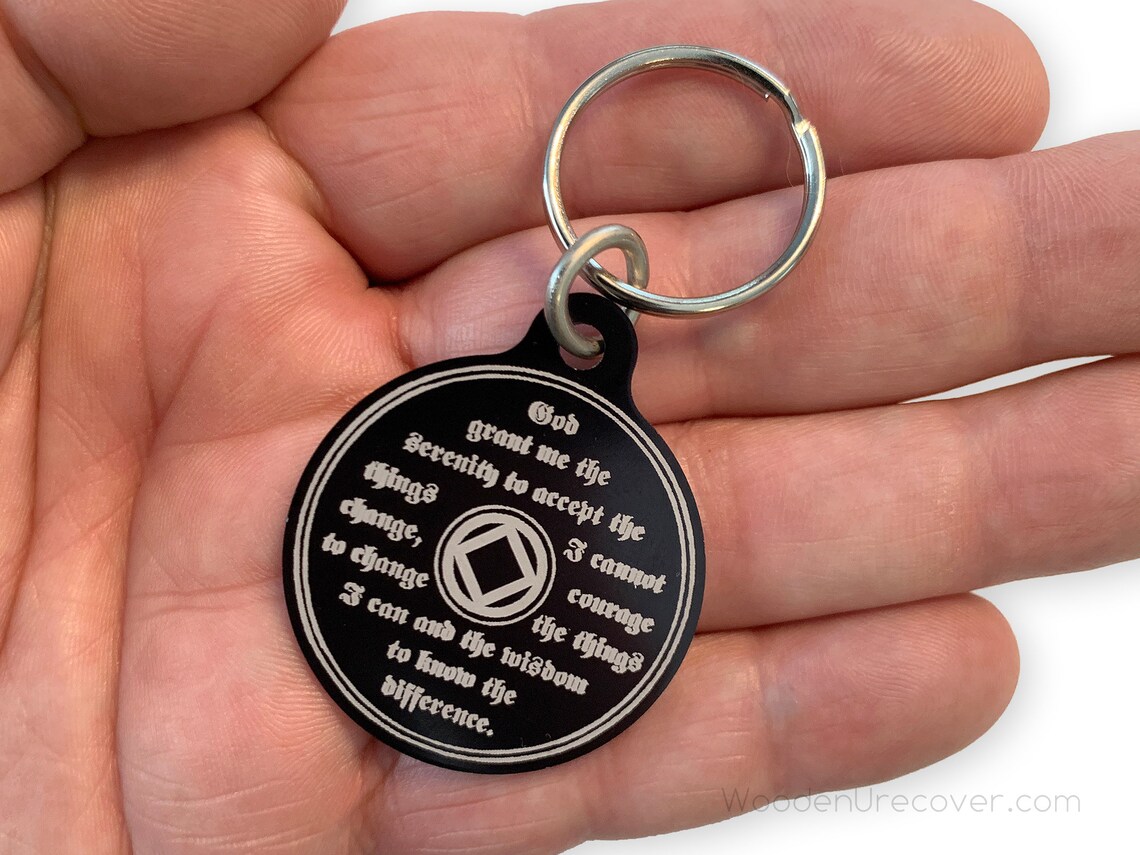 God
grant me the
serenity to accept the
things I cannot
change, courage
to change the things
I can and the wisdom
to know the
difference.
WoodenUrecover.com